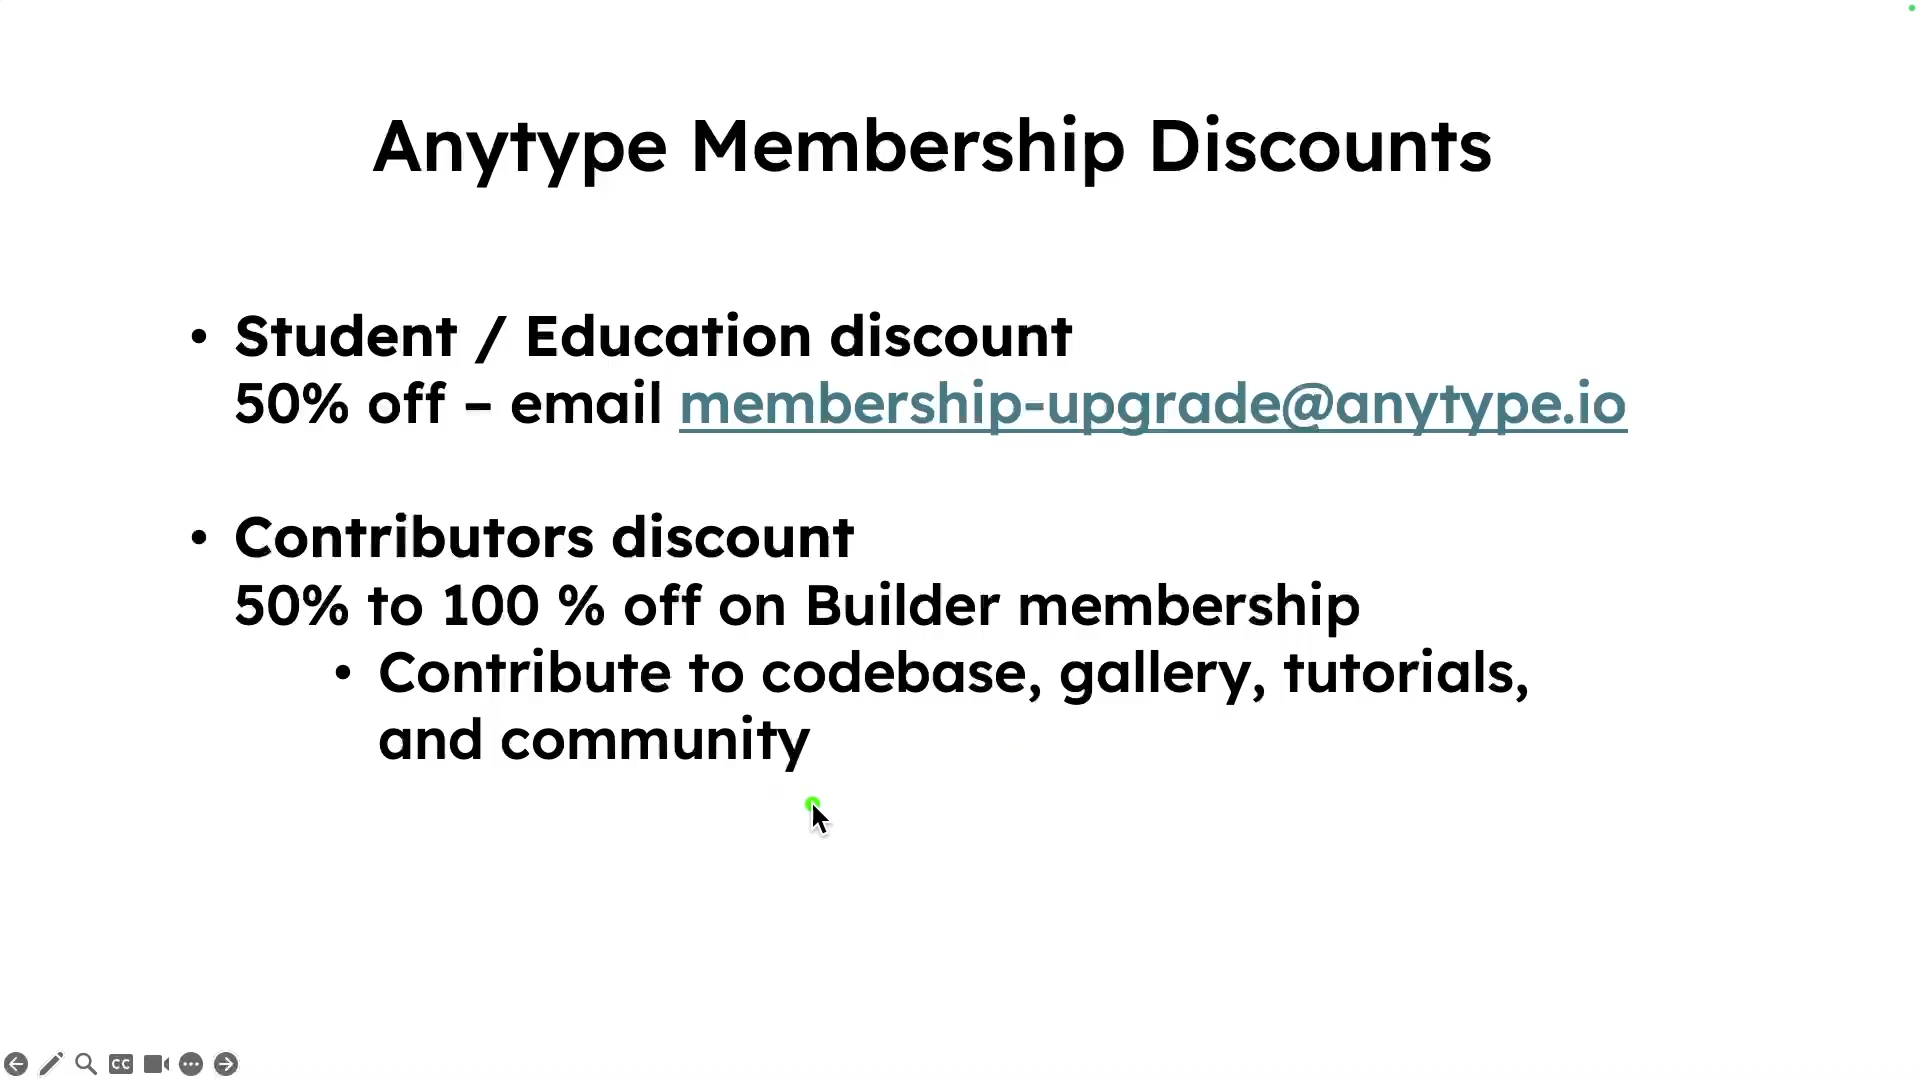 Anytype Membership Discounts
• Student / Education discount
50% off – email membership-upgrade@anytype.io
• Contributors discount
50% to 100 % off on Builder membership
• Contribute to codebase, gallery, tutorials,
and community
CC